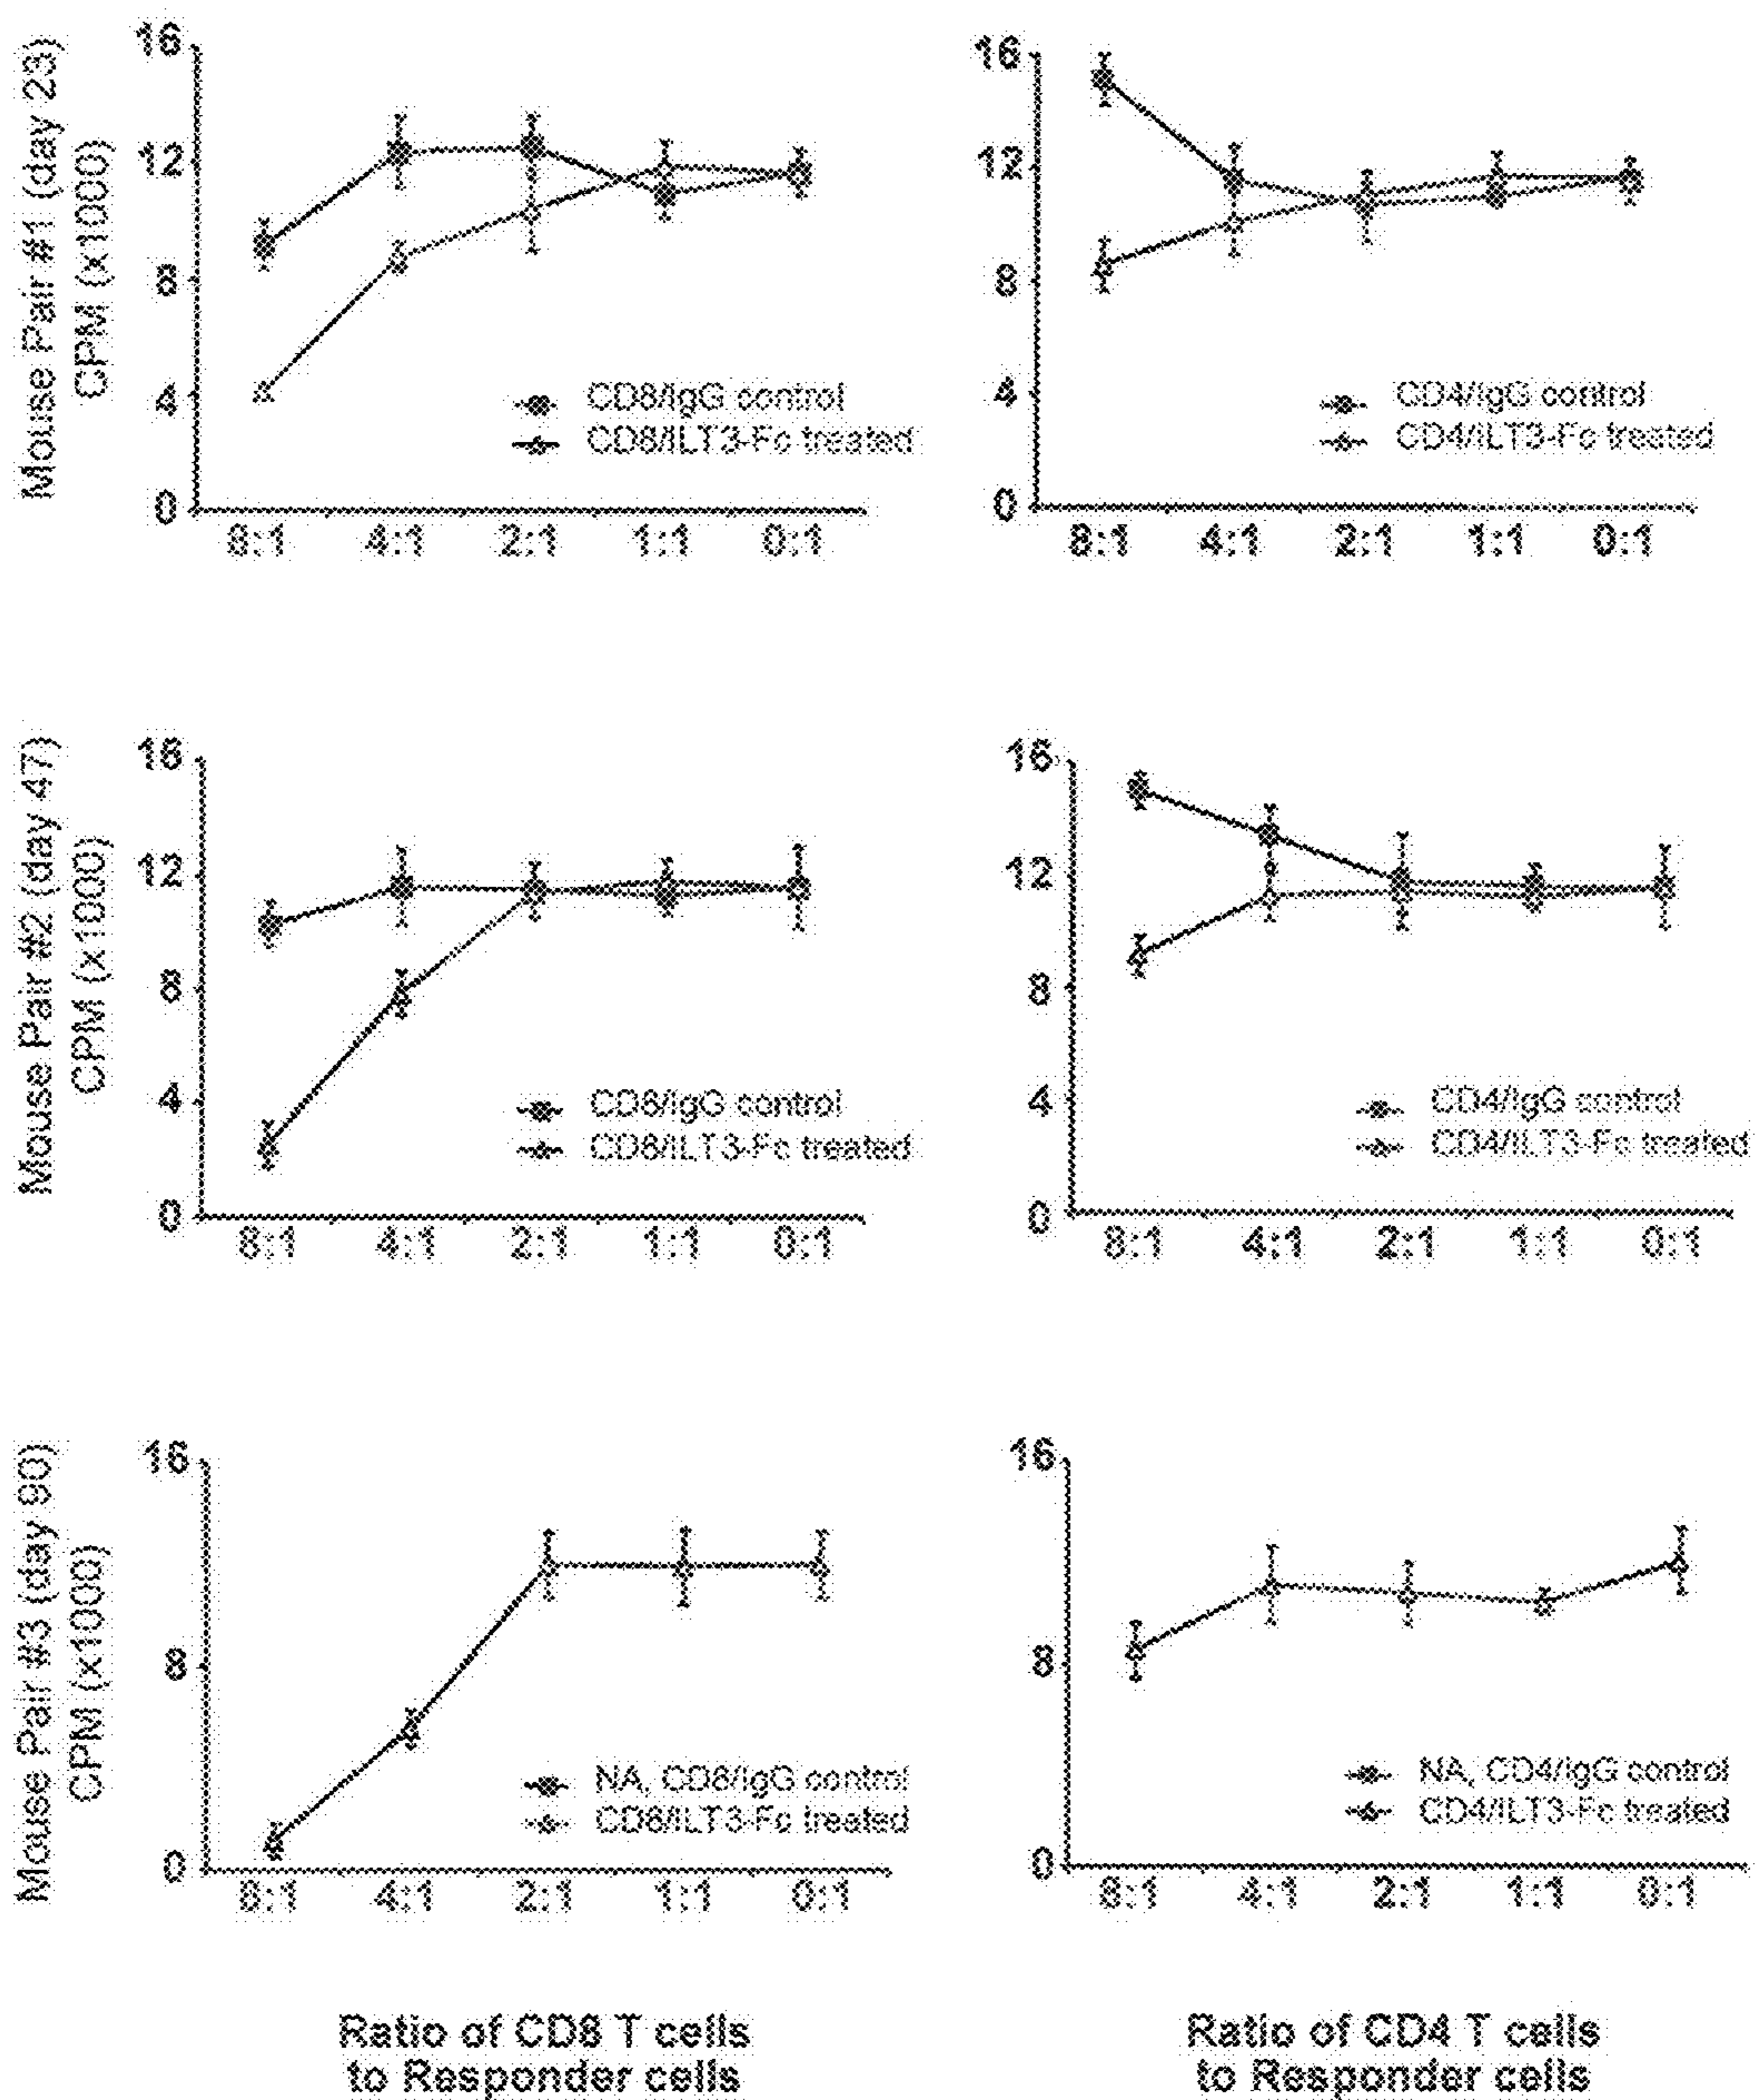 Mouse Pair #1 (day 23)
CPM (x1000)
16
12
8
4
0
CD8/IgG control
CD8/ILT3-Fc treated
8:1 4:1 2:1 1:1 0:1
16
12
8
4
0
CD4/IgG control
CD4/ILT3-Fc treated
8:1 4:1 2:1 1:1 0:1
Mouse Pair #2 (day 47)
CPM (x1000)
16
12
8
4
0
CD8/IgG control
CD8/ILT3-Fc treated
8:1 4:1 2:1 1:1 0:1
16
12
8
4
0
CD4/IgG control
CD4/ILT3-Fc treated
8:1 4:1 2:1 1:1 0:1
Mouse Pair #3 (day 90)
CPM (x1000)
16
8
0
NA, CD8/IgG control
CD8/ILT3-Fc treated
8:1 4:1 2:1 1:1 0:1
16
8
0
NA, CD4/IgG control
CD4/ILT3-Fc treated
8:1 4:1 2:1 1:1 0:1
Ratio of CD8 T cells
to Responder cells
Ratio of CD4 T cells
to Responder cells